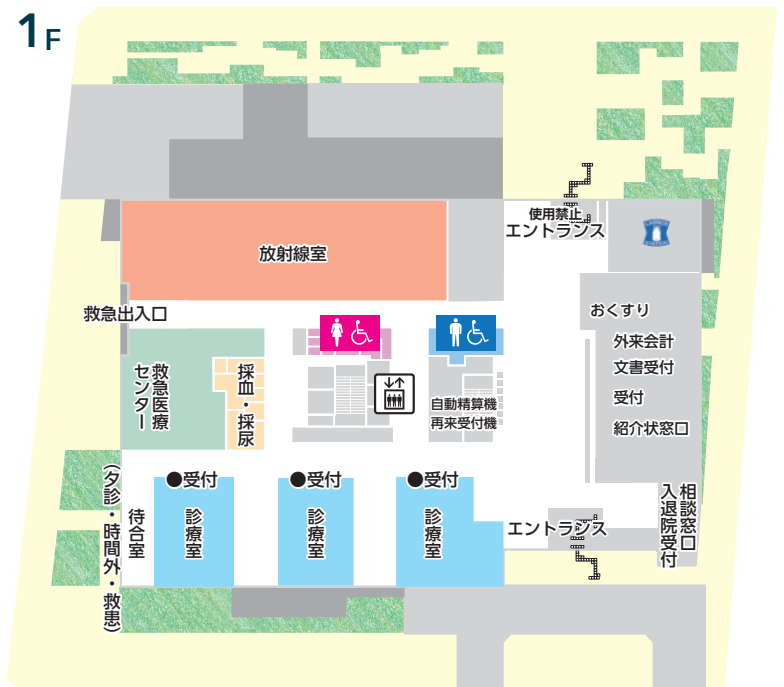 1F
使用禁止
エントランス
放射線室
おくすり
救急出入口
外来会計
文書受付
受付
紹介状窓口
救急医療
センター
採血・採尿
自動精算機
再来受付機
●受付
●受付
●受付
診療室
診療室
診療室
待合室
(夕診・時間外・救患)
エントランス
相談窓口
入退院受付